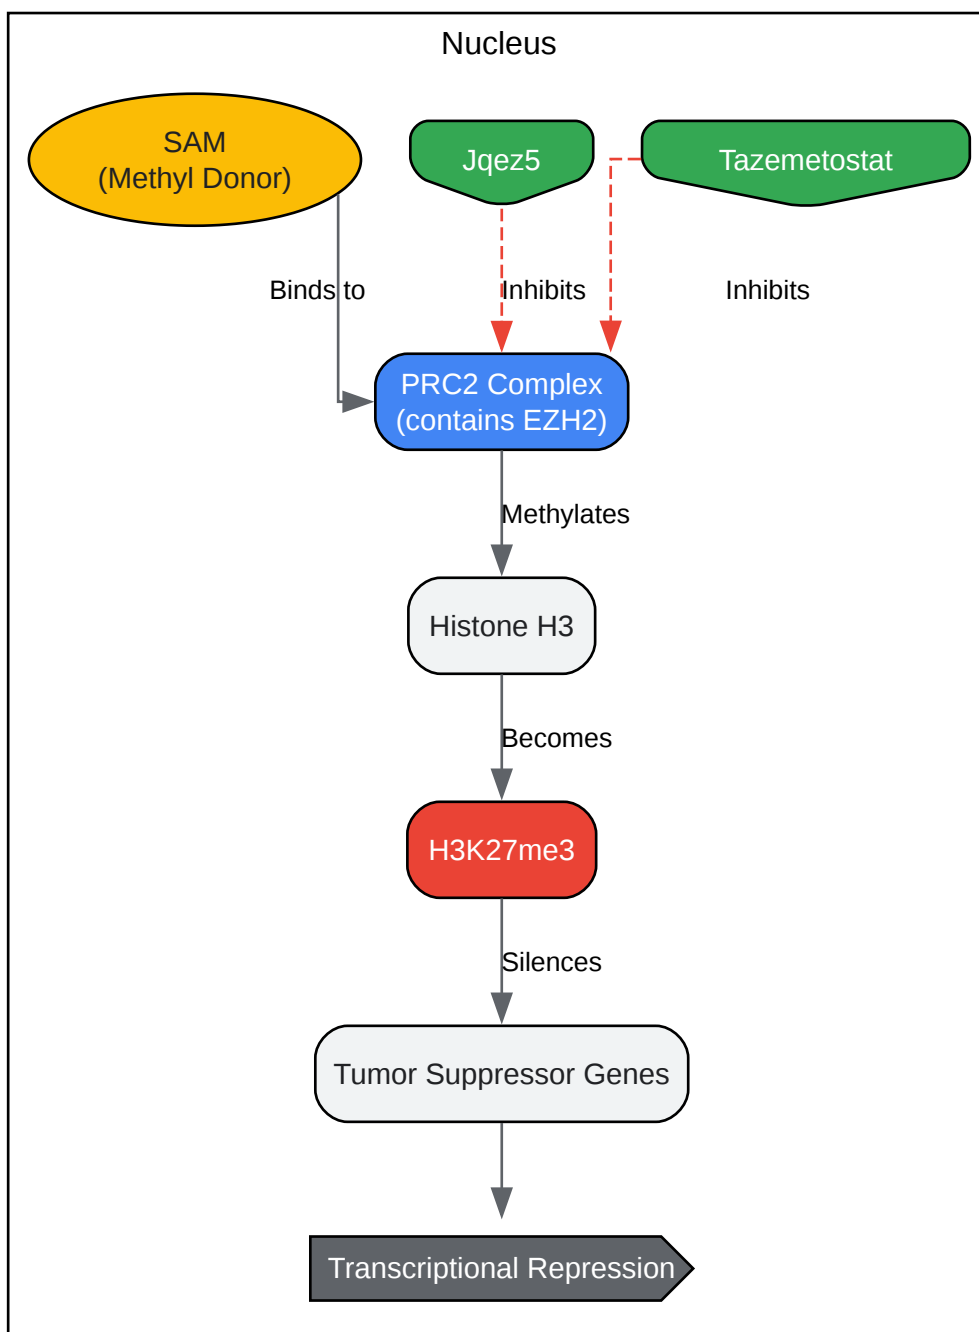 Nucleus
SAM
(Methyl Donor)
Jqez5
Tazemetostat
Binds to
Inhibits
Inhibits
PRC2 Complex
(contains EZH2)
Methylates
Histone H3
Becomes
H3K27me3
Silences
Tumor Suppressor Genes
Transcriptional Repression